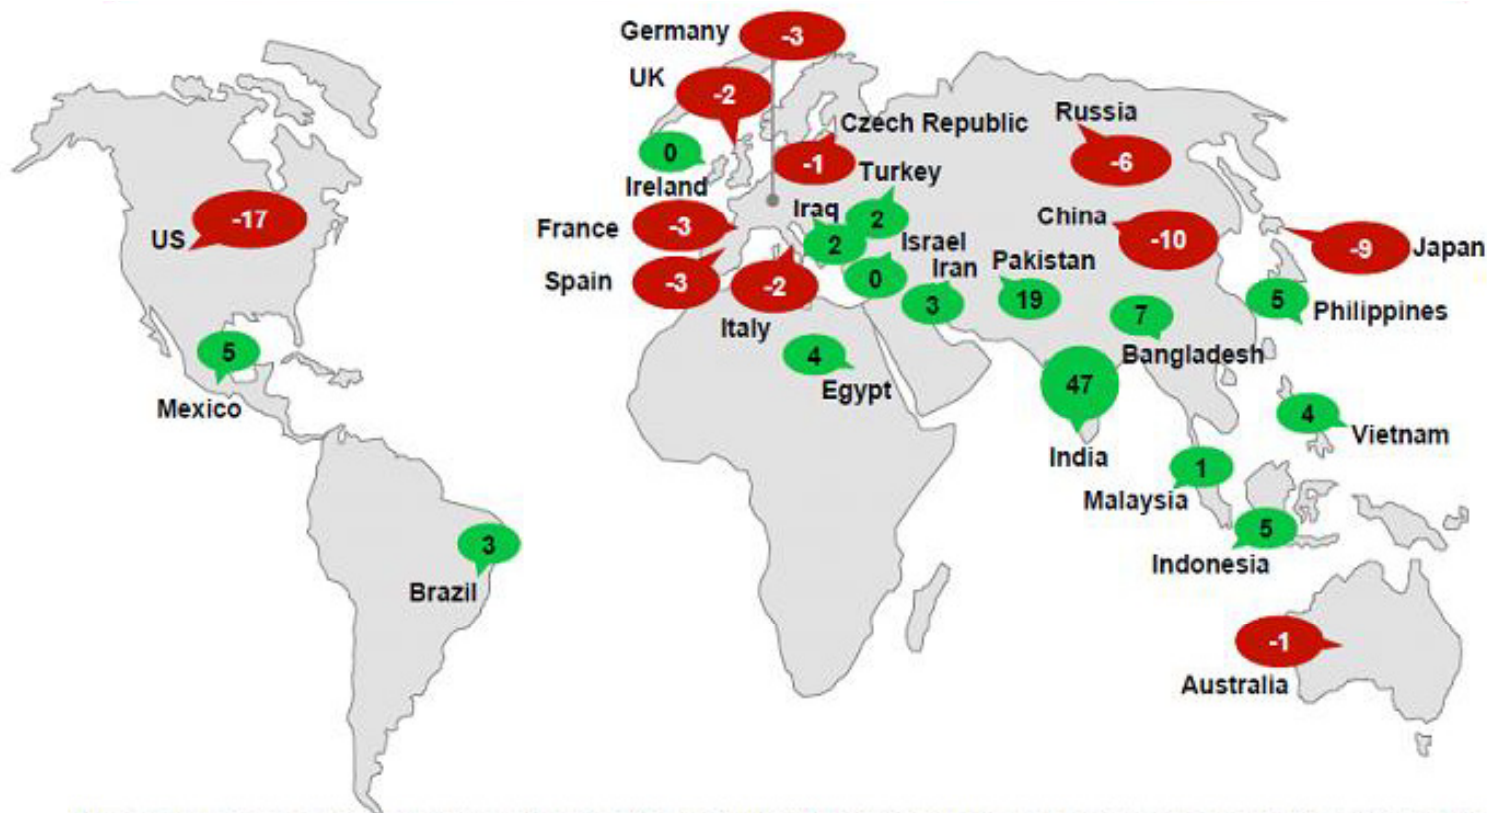 Germany -3
UK -2
Czech Republic -1
Russia -6
0 Ireland
Turkey 2
US -17
France -3
Iraq 2
China -10
Japan -9
Israel 0
Spain -3
Italy -2
Iran 3
Pakistan 19
5 Philippines
7 Bangladesh
5 Mexico
4 Egypt
47 India
4 Vietnam
1 Malaysia
3 Brazil
5 Indonesia
-1 Australia